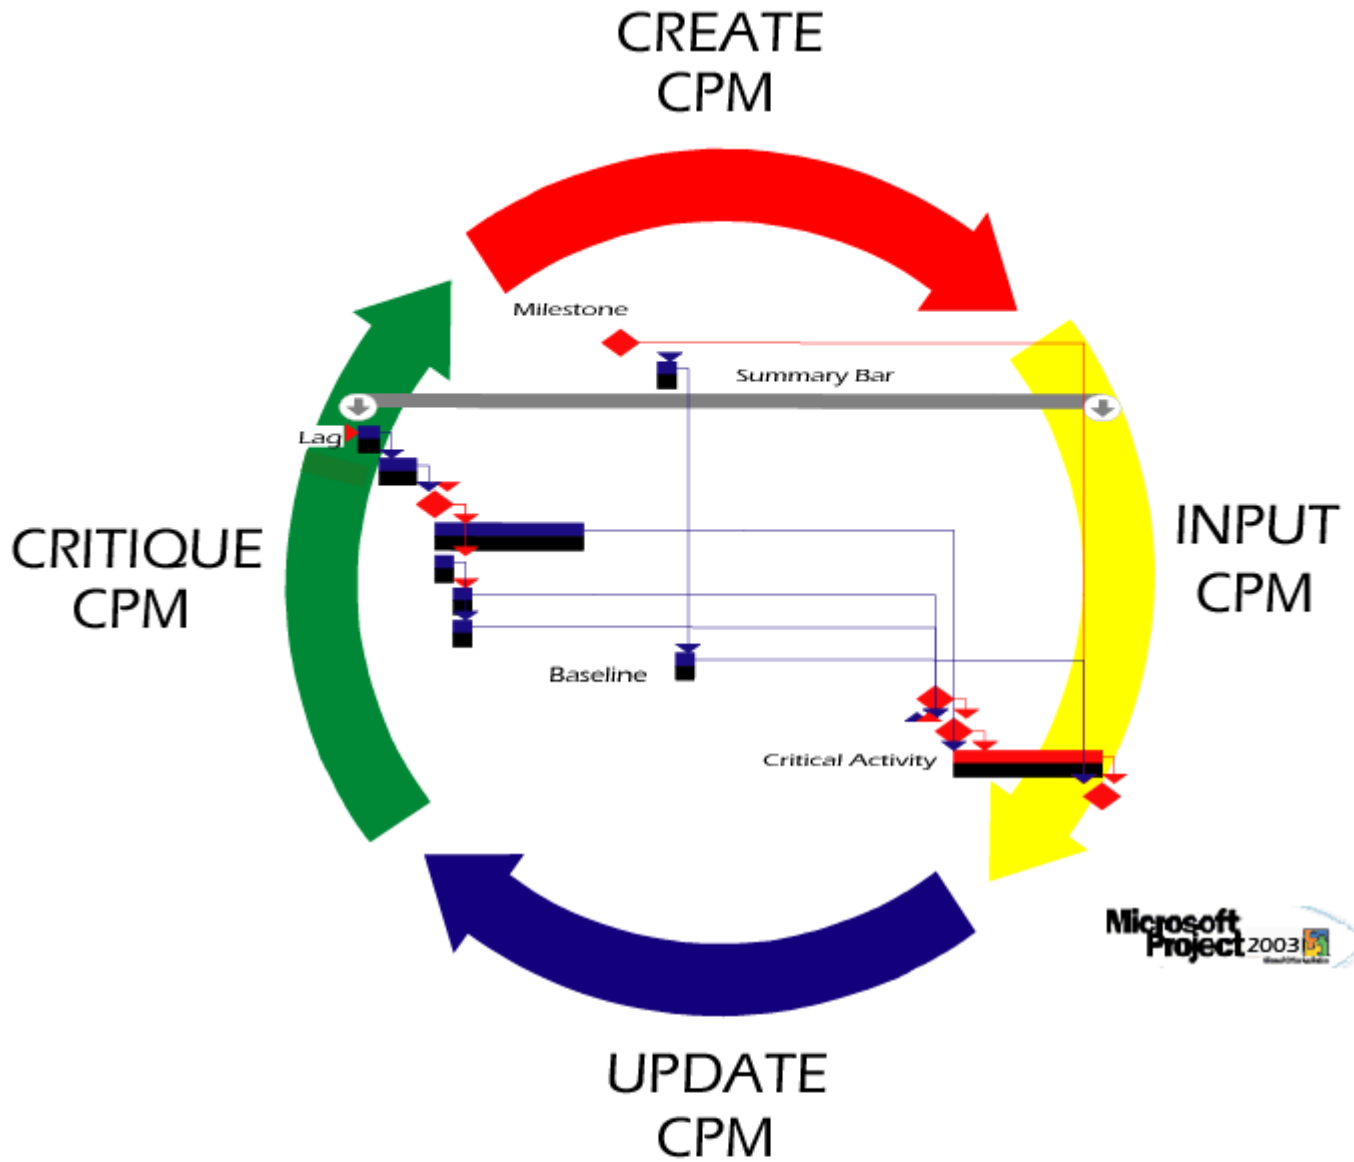 CREATE
CPM
Milestone
Summary Bar
Lag
CRITIQUE
CPM
INPUT
CPM
Baseline
Critical Activity
Microsoft
Project 2003
UPDATE
CPM